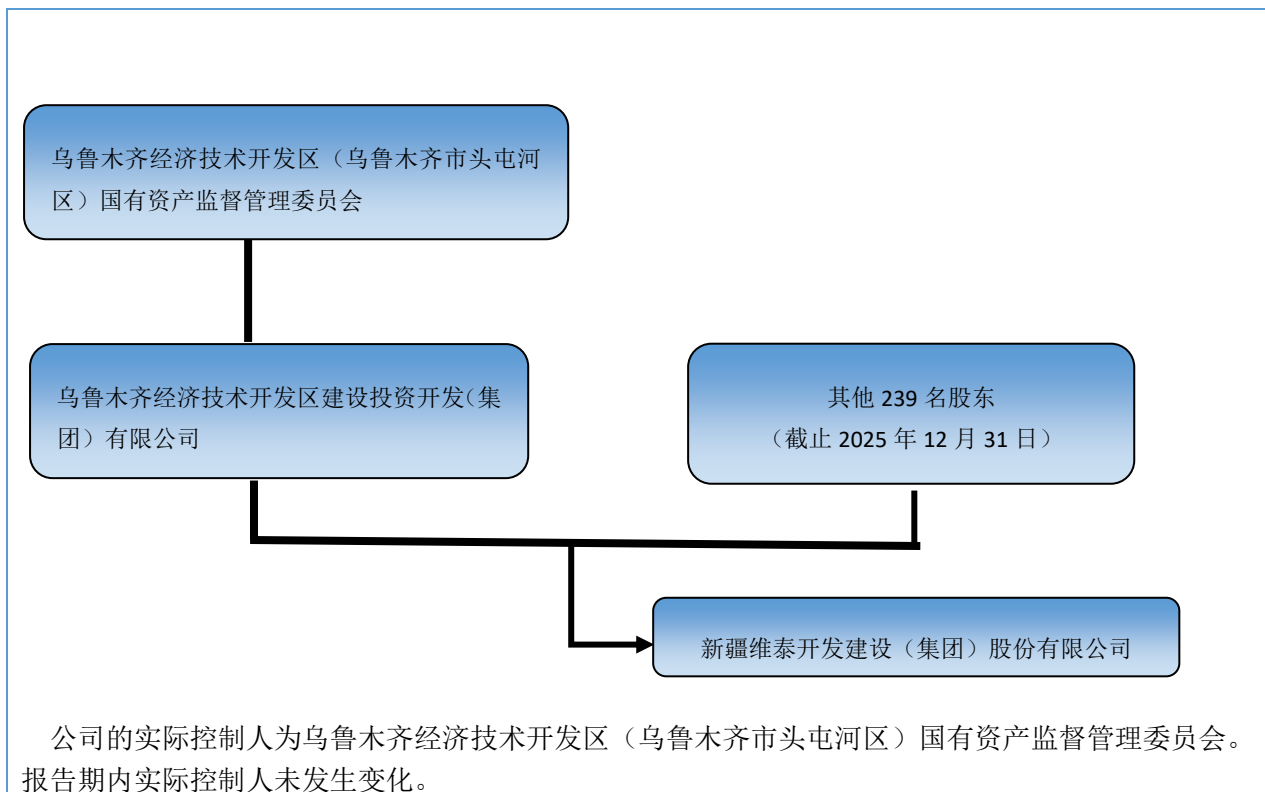 乌鲁木齐经济技术开发区（乌鲁木齐市头屯河
区）国有资产监督管理委员会
乌鲁木齐经济技术开发区建设投资开发（集
团）有限公司
其他 239 名股东
（截止 2025 年 12 月 31 日）
新疆维泰开发建设（集团）股份有限公司
公司的实际控制人为乌鲁木齐经济技术开发区（乌鲁木齐市头屯河区）国有资产监督管理委员会。
报告期内实际控制人未发生变化。